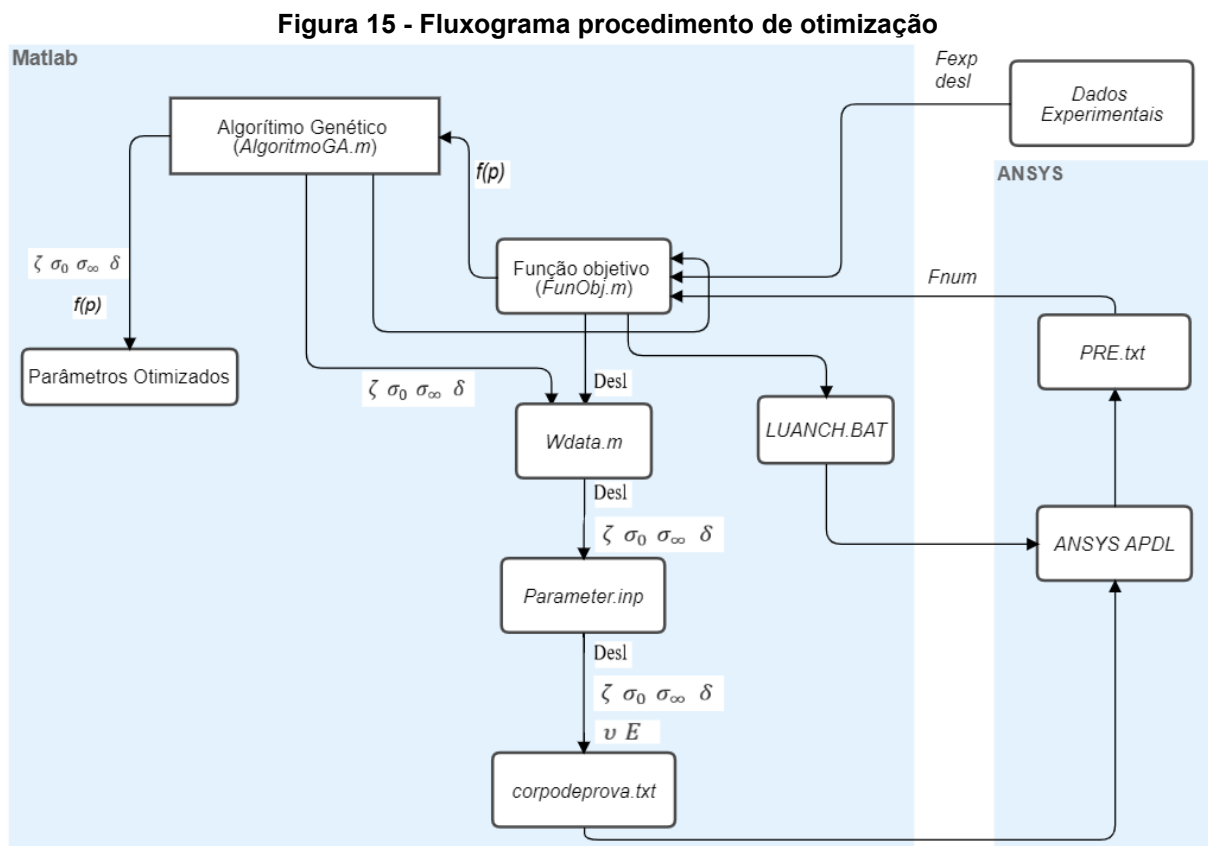 Figura 15 - Fluxograma procedimento de otimização
Matlab
Fexp
desl
Dados
Experimentais
Algorítimo Genético
(AlgoritmoGA.m)
f(p)
ANSYS
ζ σ₀ σ∞ δ
f(p)
Função objetivo
(FunObj.m)
Fnum
PRE.txt
Parâmetros Otimizados
ζ σ₀ σ∞ δ
Desl
Wdata.m
LUANCH.BAT
Desl
ζ σ₀ σ∞ δ
ANSYS APDL
Parameter.inp
Desl
ζ σ₀ σ∞ δ
υ E
corpodeprova.txt